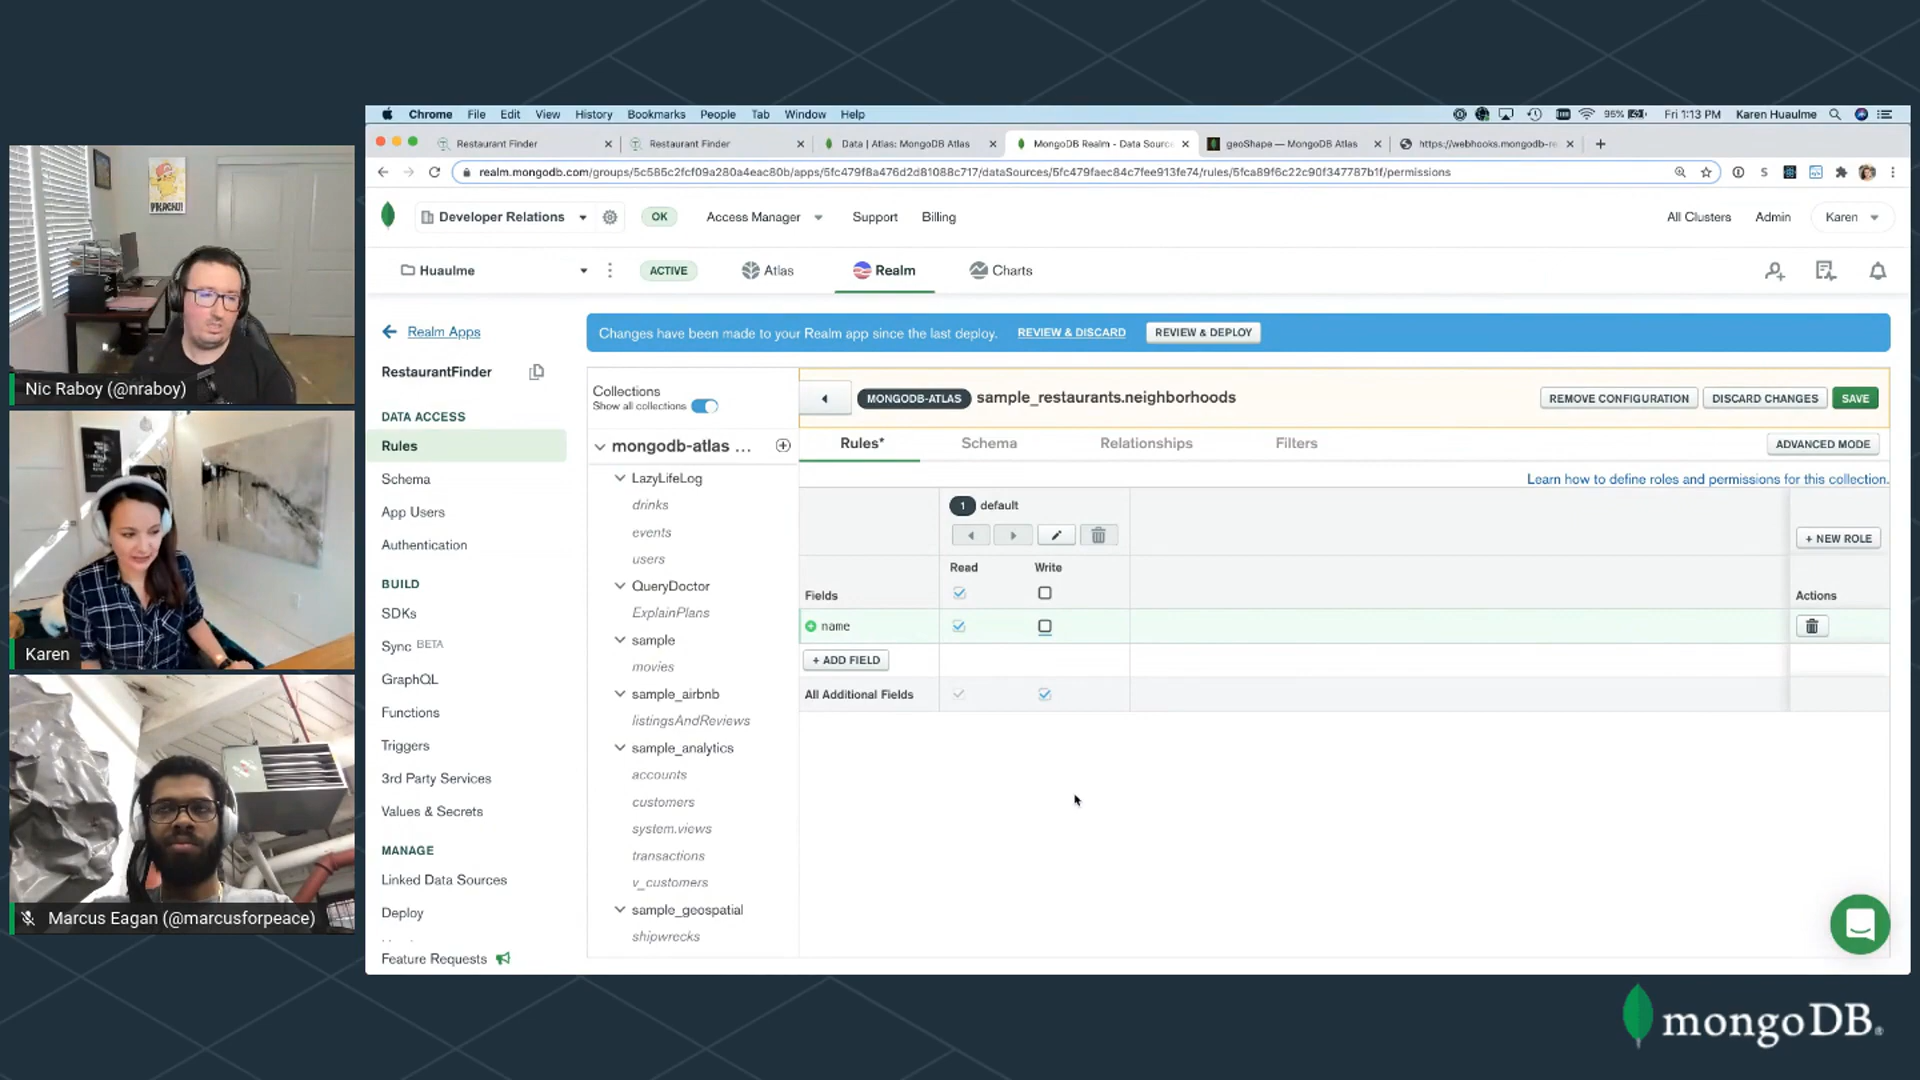 PIKACHU!
Nic Raboy (@nraboy)
Karen
Marcus Eagan (@marcusforpeace)
Chrome File Edit View History Bookmarks People Tab Window Help
95% Fri 1:13 PM Karen Huaulme
Restaurant Finder
Restaurant Finder
Data | Atlas: MongoDB Atlas
MongoDB Realm - Data Sourc
geoShape — MongoDB Atlas
https://webhooks.mongodb-re
realm.mongodb.com/groups/5c585c2fcf09a280a4eac80b/apps/5fc479f8a476d2d81088c717/dataSources/5fc479faec84c7fee913fe74/rules/5fca89f6c22c90f347787b1f/permissions
Developer Relations
OK
Access Manager
Support
Billing
All Clusters
Admin
Karen
Huaulme
ACTIVE
Atlas
Realm
Charts
Realm Apps
Changes have been made to your Realm app since the last deploy. REVIEW & DISCARD REVIEW & DEPLOY
RestaurantFinder
DATA ACCESS
Rules
Schema
App Users
Authentication
BUILD
SDKs
Sync BETA
GraphQL
Functions
Triggers
3rd Party Services
Values & Secrets
MANAGE
Linked Data Sources
Deploy
Feature Requests
Collections
Show all collections
mongodb-atlas ...
LazyLifeLog
drinks
events
users
QueryDoctor
ExplainPlans
sample
movies
sample_airbnb
listingsAndReviews
sample_analytics
accounts
customers
system.views
transactions
v_customers
sample_geospatial
shipwrecks
MONGODB-ATLAS sample_restaurants.neighborhoods
REMOVE CONFIGURATION
DISCARD CHANGES
SAVE
Rules*
Schema
Relationships
Filters
ADVANCED MODE
Learn how to define roles and permissions for this collection.
1 default
+ NEW ROLE
Read Write
Fields
Actions
name
+ ADD FIELD
All Additional Fields
mongoDB®